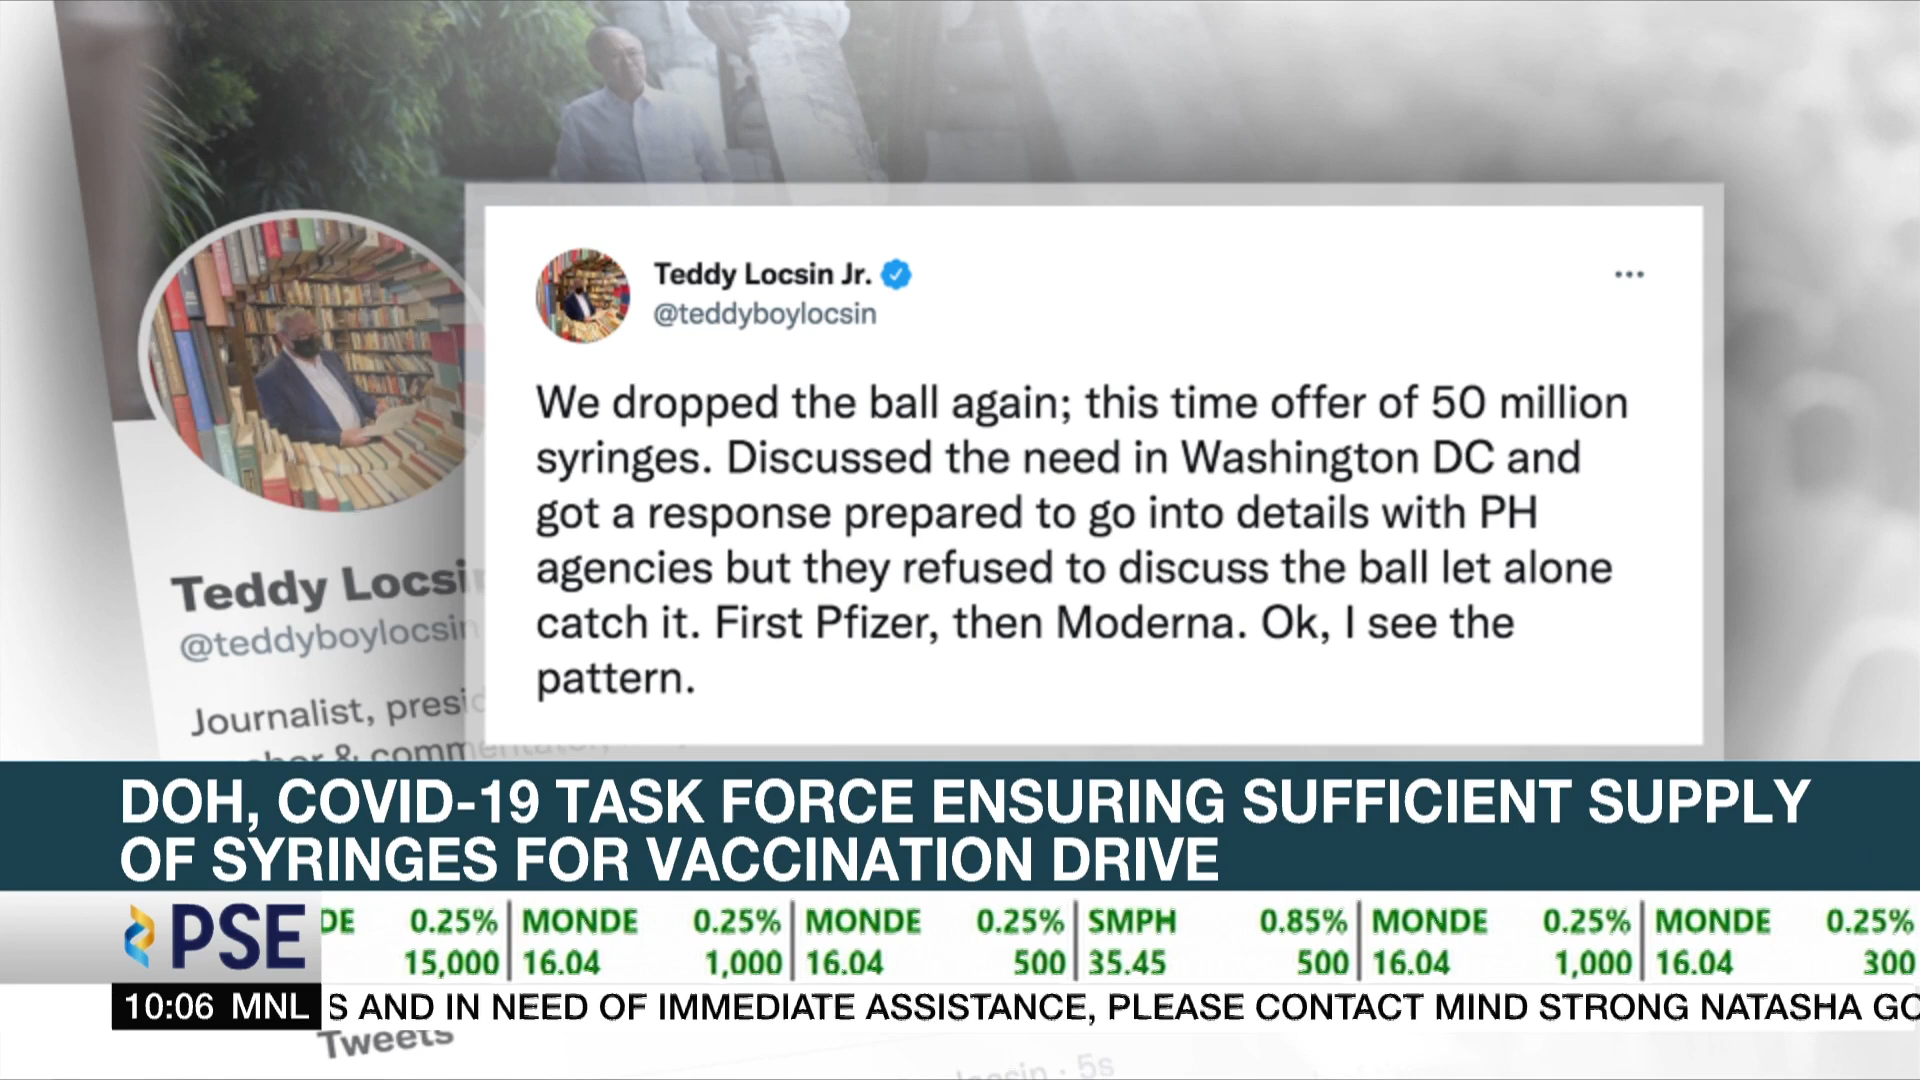 Teddy Locsin Jr.
@teddyboylocsin
We dropped the ball again; this time offer of 50 million
syringes. Discussed the need in Washington DC and
got a response prepared to go into details with PH
agencies but they refused to discuss the ball let alone
catch it. First Pfizer, then Moderna. Ok, I see the
pattern.
Teddy Locsin
@teddyboylocsin
Journalist,
& comm
DOH, COVID-19 TASK FORCE ENSURING SUFFICIENT SUPPLY
OF SYRINGES FOR VACCINATION DRIVE
PSE
DE 0.25% MONDE 0.25% MONDE 0.25% SMPH 0.85% MONDE 0.25% MONDE 0.25%
15,000 16.04 1,000 16.04 500 35.45 500 16.04 1,000 16.04 300
10:06 MNL S AND IN NEED OF IMMEDIATE ASSISTANCE, PLEASE CONTACT MIND STRONG NATASHA GO
Tweets
5s